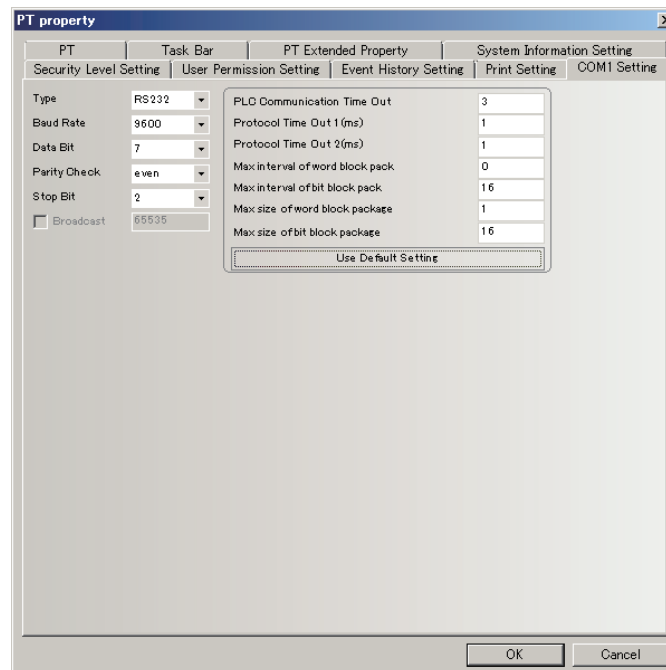 PT property
PT Task Bar PT Extended Property System Information Setting
Security Level Setting User Permission Setting Event History Setting Print Setting COM1 Setting
Type RS232
Baud Rate 9600
Data Bit 7
Parity Check even
Stop Bit 2
Broadcast 65535
PLC Communication Time Out 3
Protocol Time Out 1(ms) 1
Protocol Time Out 2(ms) 1
Max interval of word block pack 0
Max interval of bit block pack 16
Max size of word block package 1
Max size of bit block package 16
Use Default Setting
OK Cancel